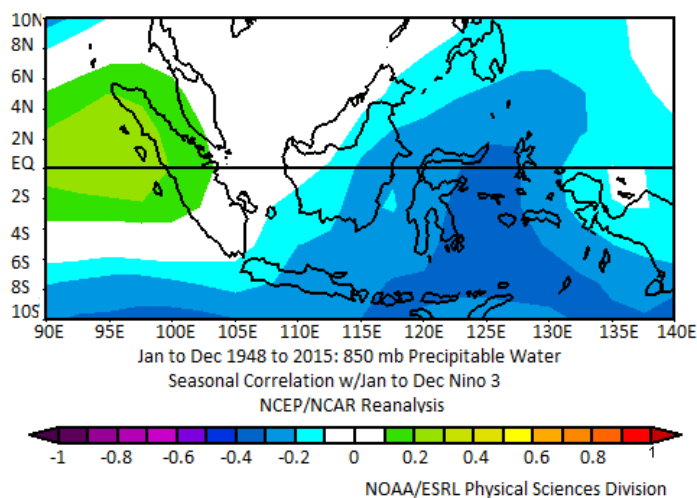 10N
8N
6N
4N
2N
EQ
2S
4S
6S
8S
10S
90E 95E 100E 105E 110E 115E 120E 125E 130E 135E 140E
Jan to Dec 1948 to 2015: 850 mb Precipitable Water
Seasonal Correlation w/Jan to Dec Nino 3
NCEP/NCAR Reanalysis
-1 -0.8 -0.6 -0.4 -0.2 0 0.2 0.4 0.6 0.8 1
NOAA/ESRL Physical Sciences Division